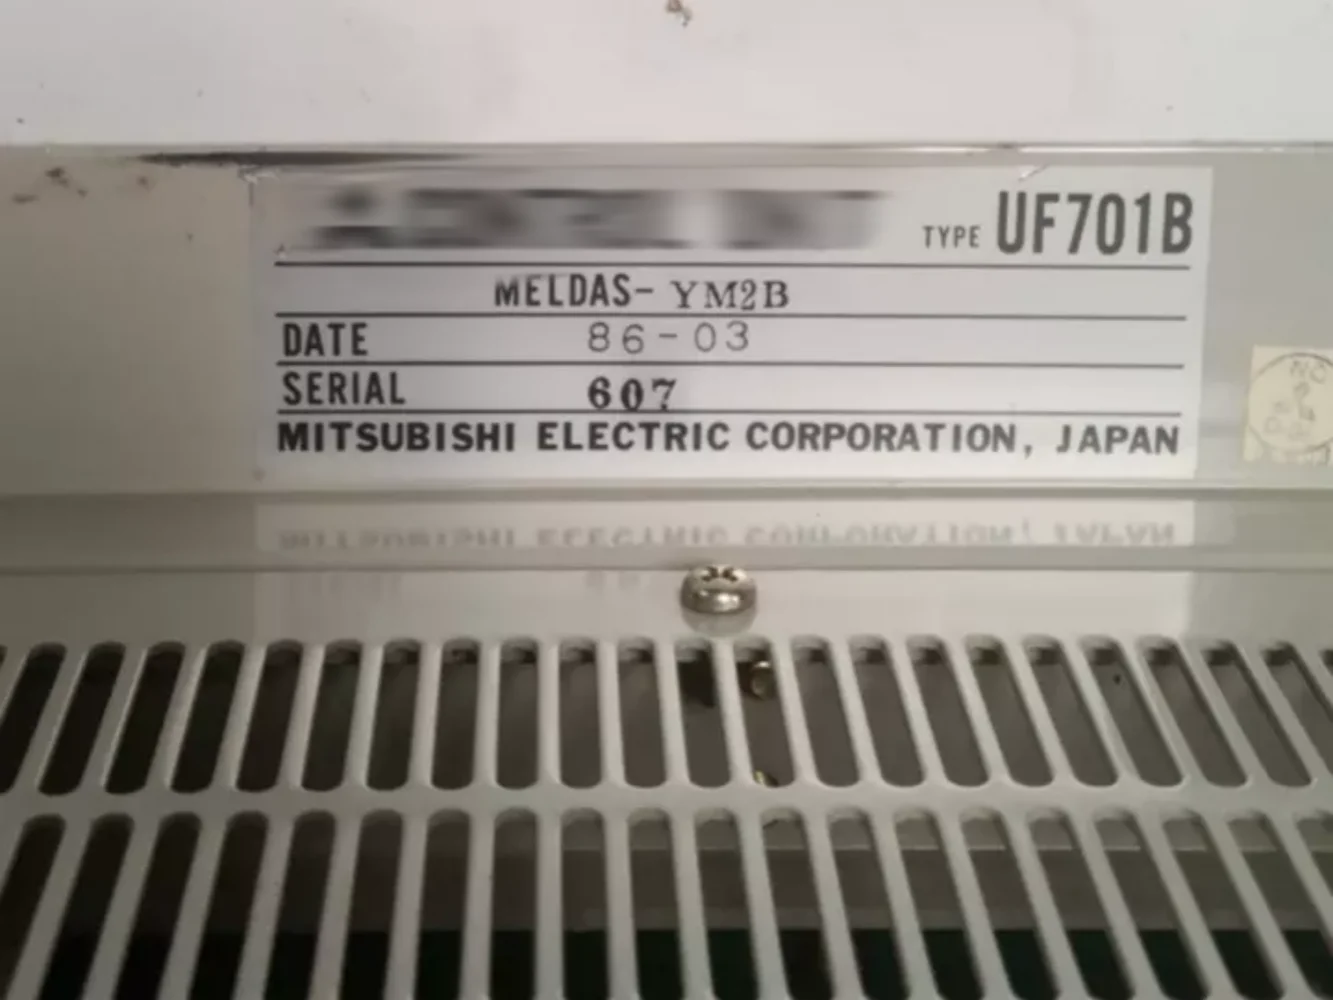 TYPE UF701B
MELDAS- YM2B
DATE 86-03
SERIAL 607
MITSUBISHI ELECTRIC CORPORATION, JAPAN